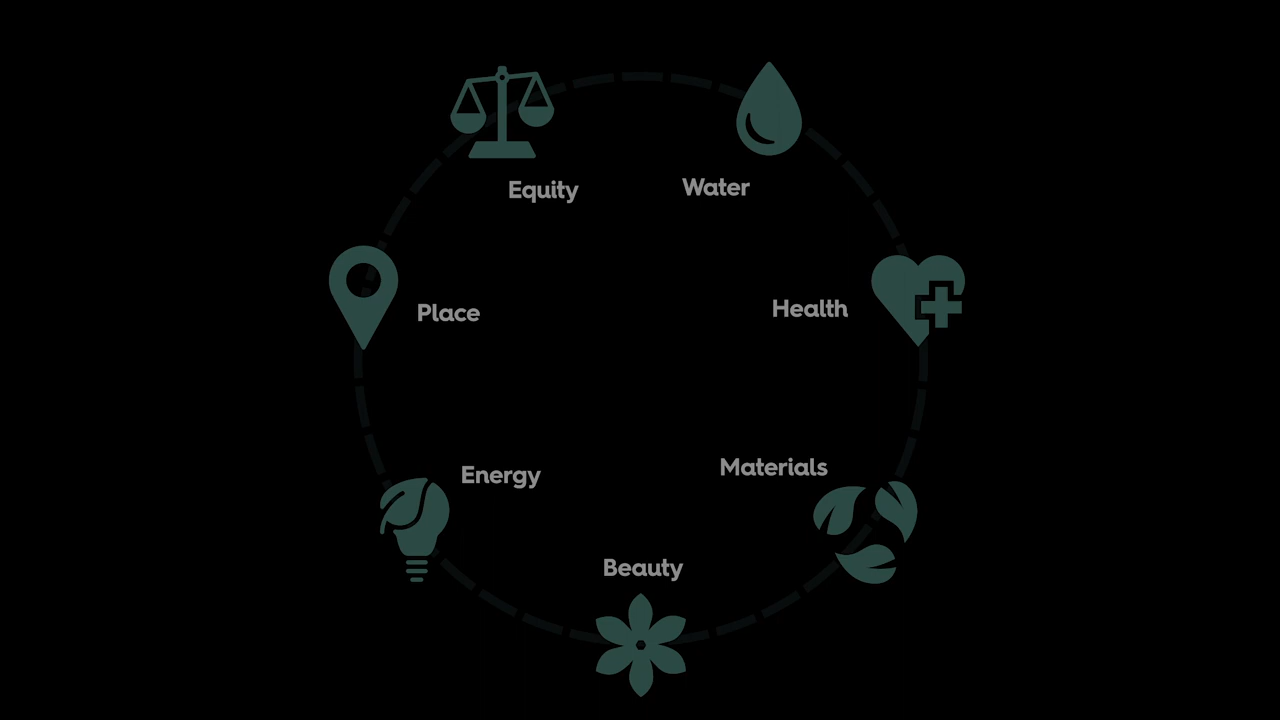 Equity
Water
Place
Health
Energy
Materials
Beauty